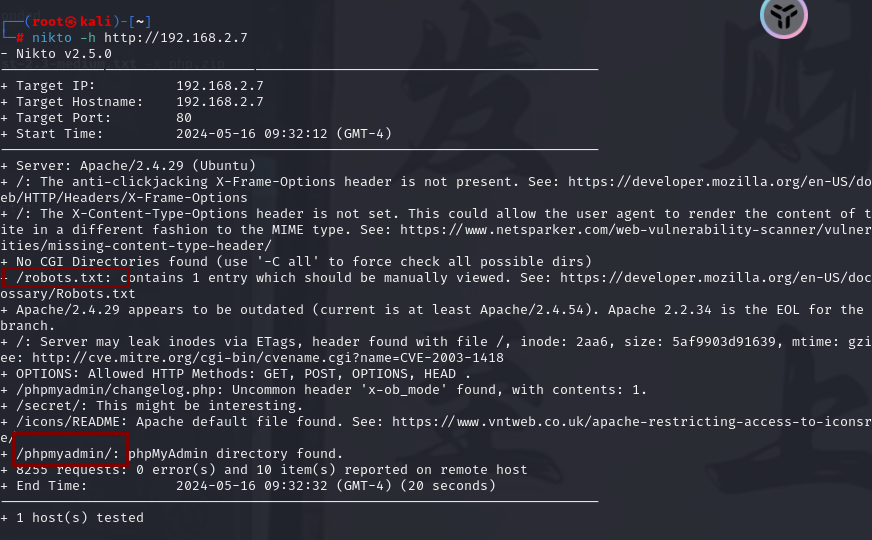 (root㉿kali)-[~]
# nikto -h http://192.168.2.7
- Nikto v2.5.0
+ Target IP: 192.168.2.7
+ Target Hostname: 192.168.2.7
+ Target Port: 80
+ Start Time: 2024-05-16 09:32:12 (GMT-4)
+ Server: Apache/2.4.29 (Ubuntu)
+ /: The anti-clickjacking X-Frame-Options header is not present. See: https://developer.mozilla.org/en-US/do
eb/HTTP/Headers/X-Frame-Options
+ /: The X-Content-Type-Options header is not set. This could allow the user agent to render the content of t
ite in a different fashion to the MIME type. See: https://www.netsparker.com/web-vulnerability-scanner/vulner
ities/missing-content-type-header/
+ No CGI Directories found (use '-C all' to force check all possible dirs)
+ /robots.txt: contains 1 entry which should be manually viewed. See: https://developer.mozilla.org/en-US/doc
ossary/Robots.txt
+ Apache/2.4.29 appears to be outdated (current is at least Apache/2.4.54). Apache 2.2.34 is the EOL for the
branch.
+ /: Server may leak inodes via ETags, header found with file /, inode: 2aa6, size: 5af9903d91639, mtime: gzi
ee: http://cve.mitre.org/cgi-bin/cvename.cgi?name=CVE-2003-1418
+ OPTIONS: Allowed HTTP Methods: GET, POST, OPTIONS, HEAD .
+ /phpmyadmin/changelog.php: Uncommon header 'x-ob_mode' found, with contents: 1.
+ /secret/: This might be interesting.
+ /icons/README: Apache default file found. See: https://www.vntweb.co.uk/apache-restricting-access-to-iconsr
e/
+ /phpmyadmin/: phpMyAdmin directory found.
+ 8255 requests: 0 error(s) and 10 item(s) reported on remote host
+ End Time: 2024-05-16 09:32:32 (GMT-4) (20 seconds)
+ 1 host(s) tested